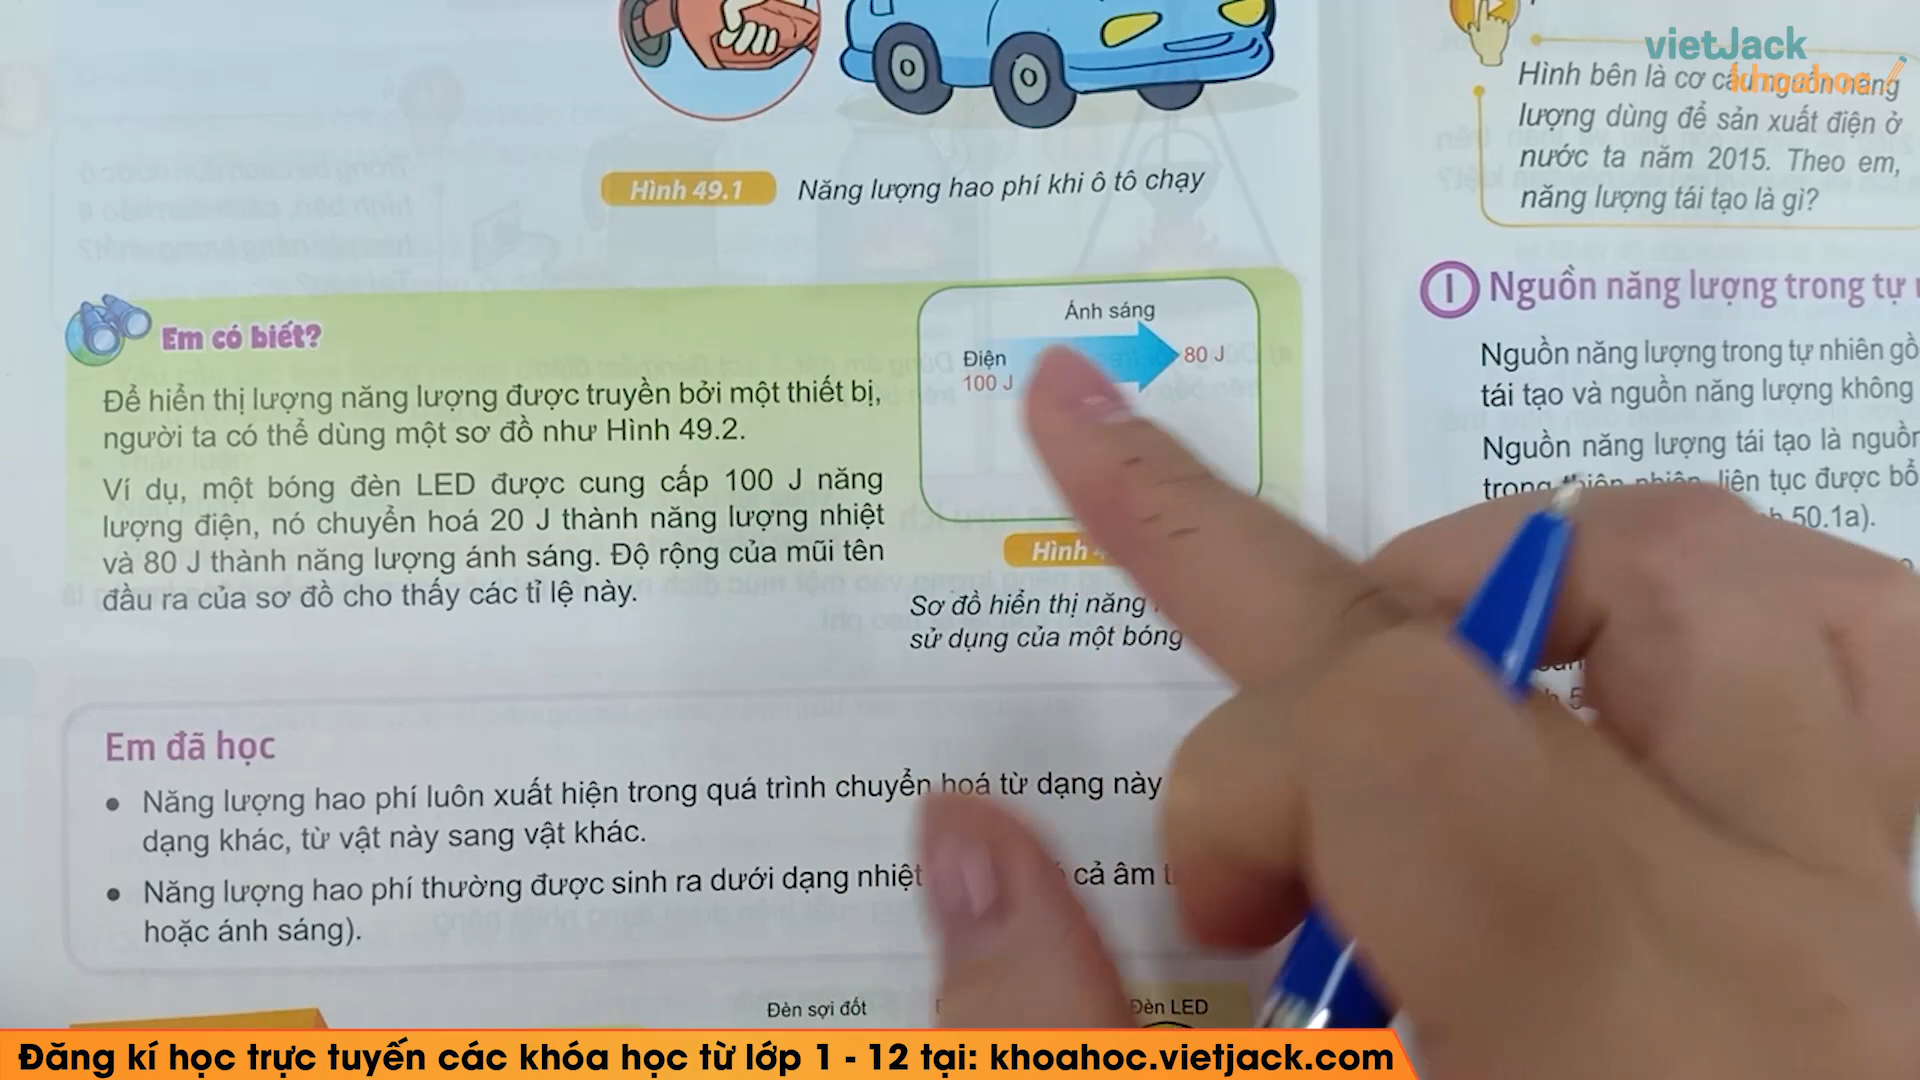 vietJack
khoahoc
Hình 49.1
Năng lượng hao phí khi ô tô chạy
Em có biết?
Để hiển thị lượng năng lượng được truyền bởi một thiết bị,
người ta có thể dùng một sơ đồ như Hình 49.2.
Ví dụ, một bóng đèn LED được cung cấp 100 J năng
lượng điện, nó chuyển hoá 20 J thành năng lượng nhiệt
và 80 J thành năng lượng ánh sáng. Độ rộng của mũi tên
đầu ra của sơ đồ cho thấy các tỉ lệ này.
Ánh sáng
Điện
100 J
80 J
Hình
Sơ đồ hiển thị năng
sử dụng của một bóng
Em đã học
Năng lượng hao phí luôn xuất hiện trong quá trình chuyển hoá từ dạng này
dạng khác, từ vật này sang vật khác.
Năng lượng hao phí thường được sinh ra dưới dạng nhiệt cả âm
hoặc ánh sáng).
Đèn sợi đốt
Đèn LED
Hình bên là cơ cấu nguồn năng
lượng dùng để sản xuất điện ở
nước ta năm 2015. Theo em,
năng lượng tái tạo là gì?
I Nguồn năng lượng trong tự
Nguồn năng lượng trong tự nhiên gồ
tái tạo và nguồn năng lượng không
Nguồn năng lượng tái tạo là nguồn
trong thiên nhiên, liên tục được bổ
50.1a).
Đăng kí học trực tuyến các khóa học từ lớp 1 - 12 tại: khoahoc.vietjack.com